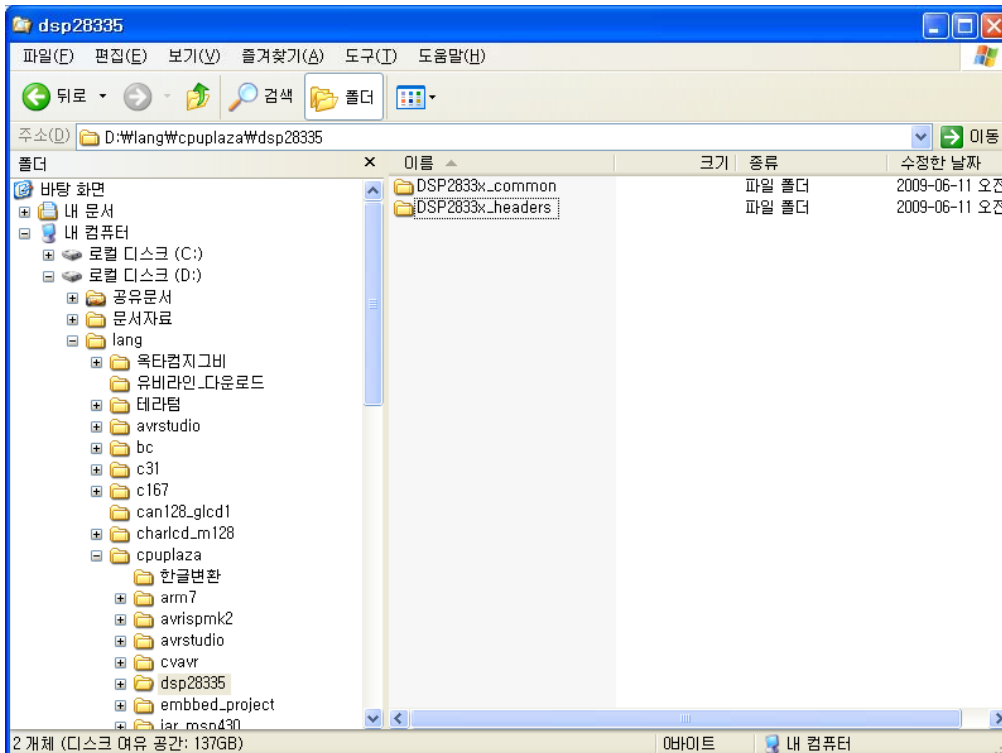 dsp28335
파일(F) 편집(E) 보기(V) 즐겨찾기(A) 도구(T) 도움말(H)
뒤로 검색 폴더
주소(D) D:₩lang₩cpuplaza₩dsp28335 이동
폴더 × 이름 크기 종류 수정한 날짜
바탕 화면 DSP2833x_common 파일 폴더 2009-06-11 오전
내 문서 DSP2833x_headers 파일 폴더 2009-06-11 오전
내 컴퓨터
로컬 디스크 (C:)
로컬 디스크 (D:)
공유문서
문서자료
lang
옥타컴지그비
유비라인_다운로드
테라텀
avrstudio
bc
c31
c167
can128_glcd1
charlcd_m128
cpuplaza
한글변환
arm7
avrispmk2
avrstudio
cvavr
dsp28335
embbed_project
iar_msp430
2 개체 (디스크 여유 공간: 137GB) 0바이트 내 컴퓨터